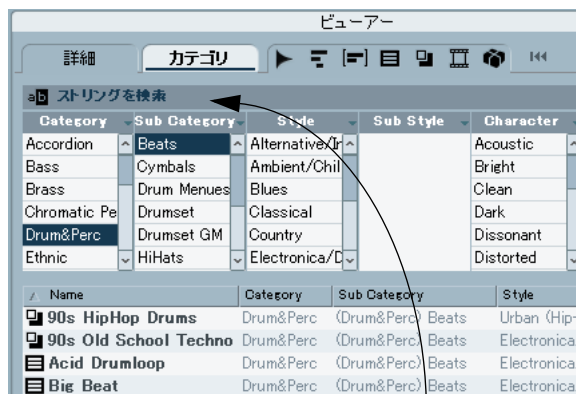 ビューアー
詳細 カテゴリ
ab ストリングを検索
Category Sub Category Style Sub Style Character
Accordion Beats Alternative/Ir Acoustic
Bass Cymbals Ambient/Chil Bright
Brass Drum Menues Blues Clean
Chromatic Pe Drumset Classical Dark
Drum&Perc Drumset GM Country Dissonant
Ethnic HiHats Electronica/D Distorted
Name Category Sub Category Style
90s HipHop Drums Drum&Perc (Drum&Perc) Beats Urban (Hip-
90s Old School Techno Drum&Perc (Drum&Perc) Beats Electronica
Acid Drumloop Drum&Perc (Drum&Perc) Beats Electronica
Big Beat Drum&Perc (Drum&Perc) Beats Electronica